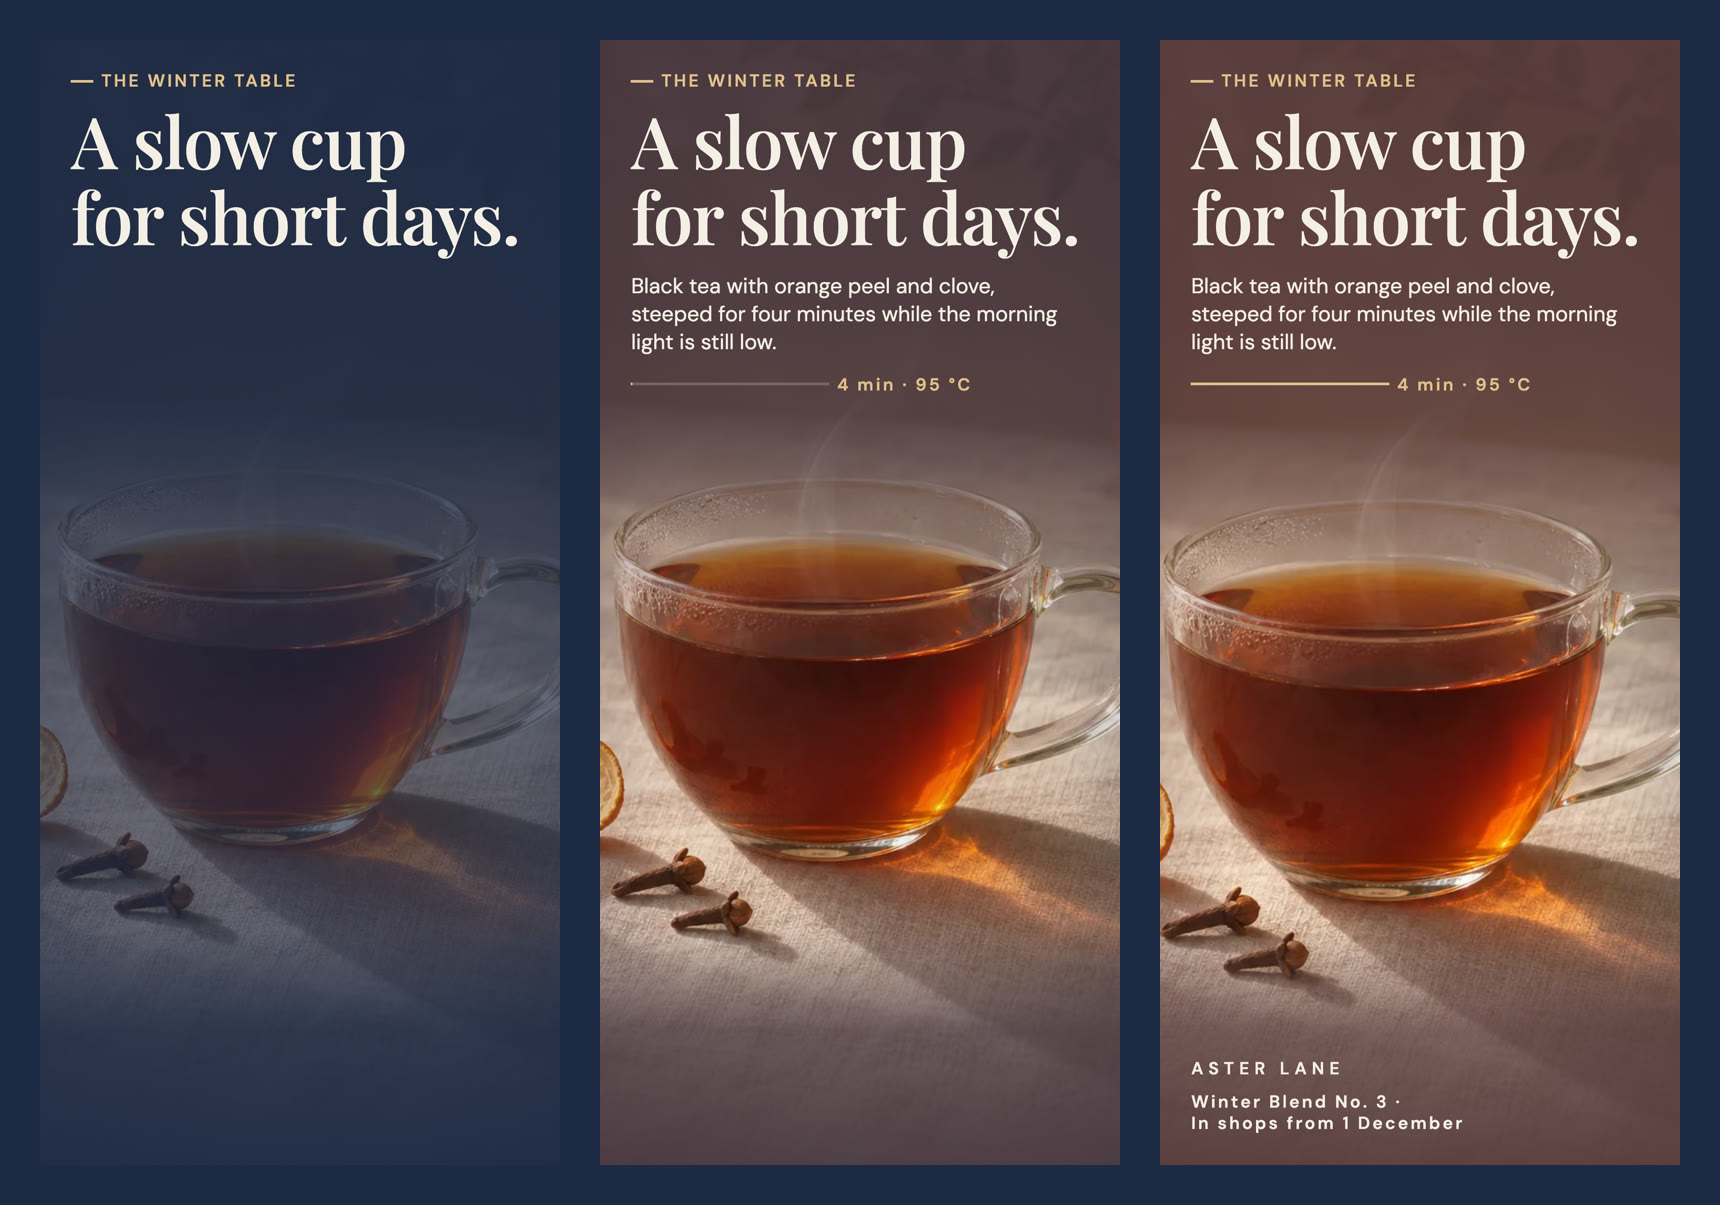 THE WINTER TABLE
A slow cup
for short days.
THE WINTER TABLE
A slow cup
for short days.
Black tea with orange peel and clove,
steeped for four minutes while the morning
light is still low.
4 min · 95 °C
THE WINTER TABLE
A slow cup
for short days.
Black tea with orange peel and clove,
steeped for four minutes while the morning
light is still low.
4 min · 95 °C
ASTER LANE
Winter Blend No. 3 ·
In shops from 1 December